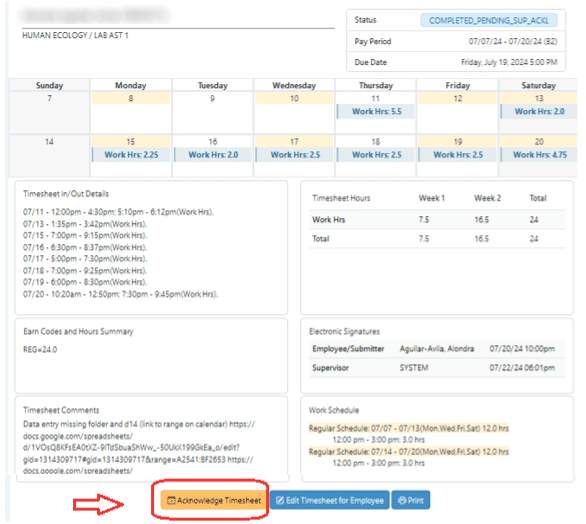 HUMAN ECOLOGY / LAB AST 1
Status COMPLETED_PENDING_SUP_ACKL
Pay Period 07/07/24 - 07/20/24 (BZ)
Due Date Friday, July 19, 2024 5:00 PM
Sunday Monday Tuesday Wednesday Thursday Friday Saturday
7 8 9 10 11 12 13
Work Hrs: 5.5 Work Hrs: 2.0
14 15 16 17 18 19 20
Work Hrs: 2.25 Work Hrs: 2.0 Work Hrs: 2.5 Work Hrs: 2.5 Work Hrs: 2.5 Work Hrs: 4.75
Timesheet In/Out Details
07/11 - 12:00pm - 4:30pm; 5:10pm - 6:12pm(Work Hrs).
07/13 - 1:35pm - 3:42pm(Work Hrs).
07/15 - 7:00pm - 9:15pm(Work Hrs).
07/16 - 6:30pm - 8:37pm(Work Hrs).
07/17 - 5:00pm - 7:30pm(Work Hrs).
07/18 - 7:00pm - 9:25pm(Work Hrs).
07/19 - 6:00pm - 8:30pm(Work Hrs).
07/20 - 10:20am - 12:50pm; 7:30pm - 9:45pm(Work Hrs).
Timesheet Hours Week 1 Week 2 Total
Work Hrs 7.5 16.5 24
Total 7.5 16.5 24
Earn Codes and Hours Summary
REG=24.0
Electronic Signatures
Employee/Submitter Aguilar-Avila, Alondra 07/20/24 10:00pm
Supervisor SYSTEM 07/22/24 06:01pm
Timesheet Comments
Data entry missing folder and d14 (link to range on calendar) https://
docs.google.com/spreadsheets/
gid=1314309717#gid=1314309717&range=A2541:BF2653 https://
docs.google.com/spreadsheets/
Work Schedule
Regular Schedule: 07/07 - 07/13(Mon,Wed,Fri,Sat) 12.0 hrs
12:00 pm - 3:00 pm: 3.0 hrs
Regular Schedule: 07/14 - 07/20(Mon,Wed,Fri,Sat) 12.0 hrs
12:00 pm - 3:00 pm: 3.0 hrs
Acknowledge Timesheet Edit Timesheet for Employee Print